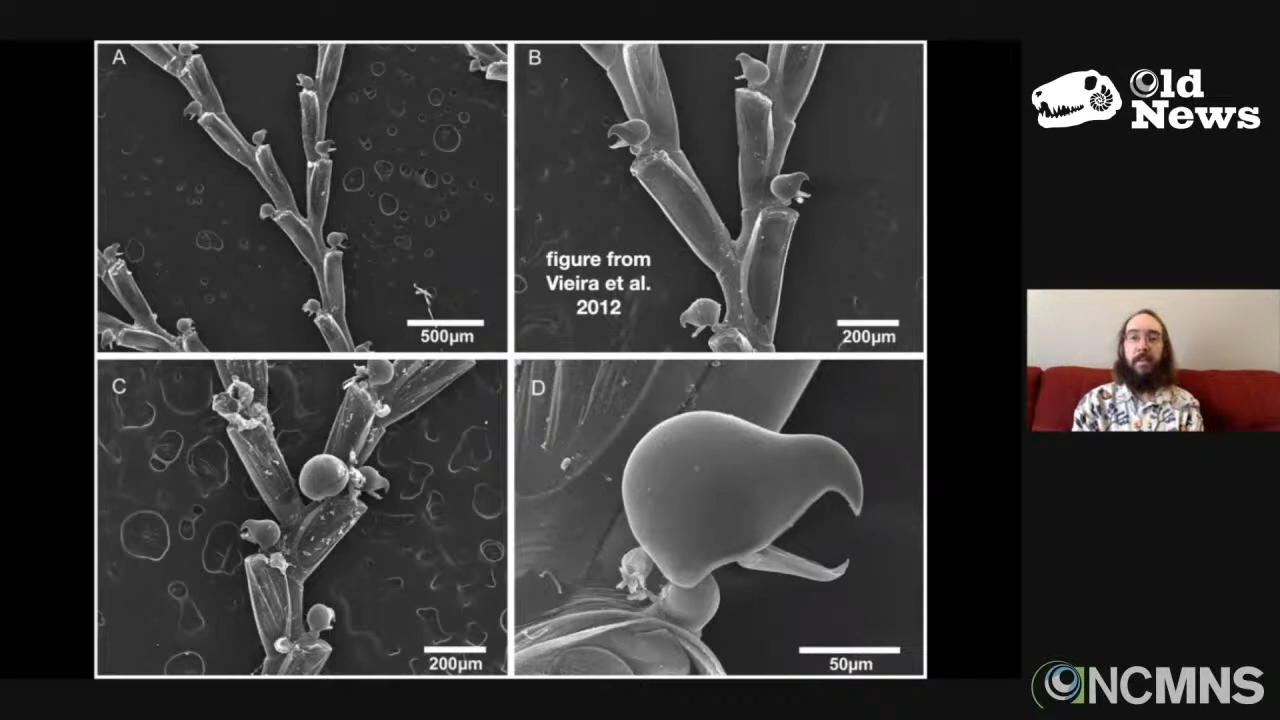 A
500µm
B
figure from
Vieira et al.
2012
200µm
C
200µm
D
50µm
Old
News
NCMNS